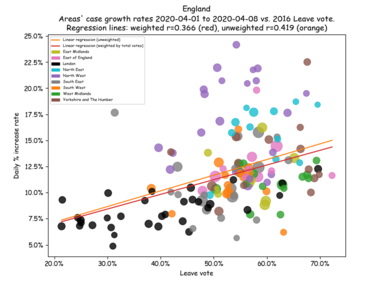 England
Areas' case growth rates 2020-04-01 to 2020-04-08 vs. 2016 Leave vote.
Regression lines: weighted r=0.366 (red), unweighted r=0.419 (orange)
25.0%
22.5%
20.0%
17.5%
15.0%
12.5%
10.0%
7.5%
5.0%
Daily % increase rate
Linear regression (unweighted)
Linear regression (weighted by total votes)
East Midlands
East of England
London
North East
North West
South East
South West
West Midlands
Yorkshire and The Humber
20.0%
30.0%
40.0%
50.0%
60.0%
70.0%
Leave vote